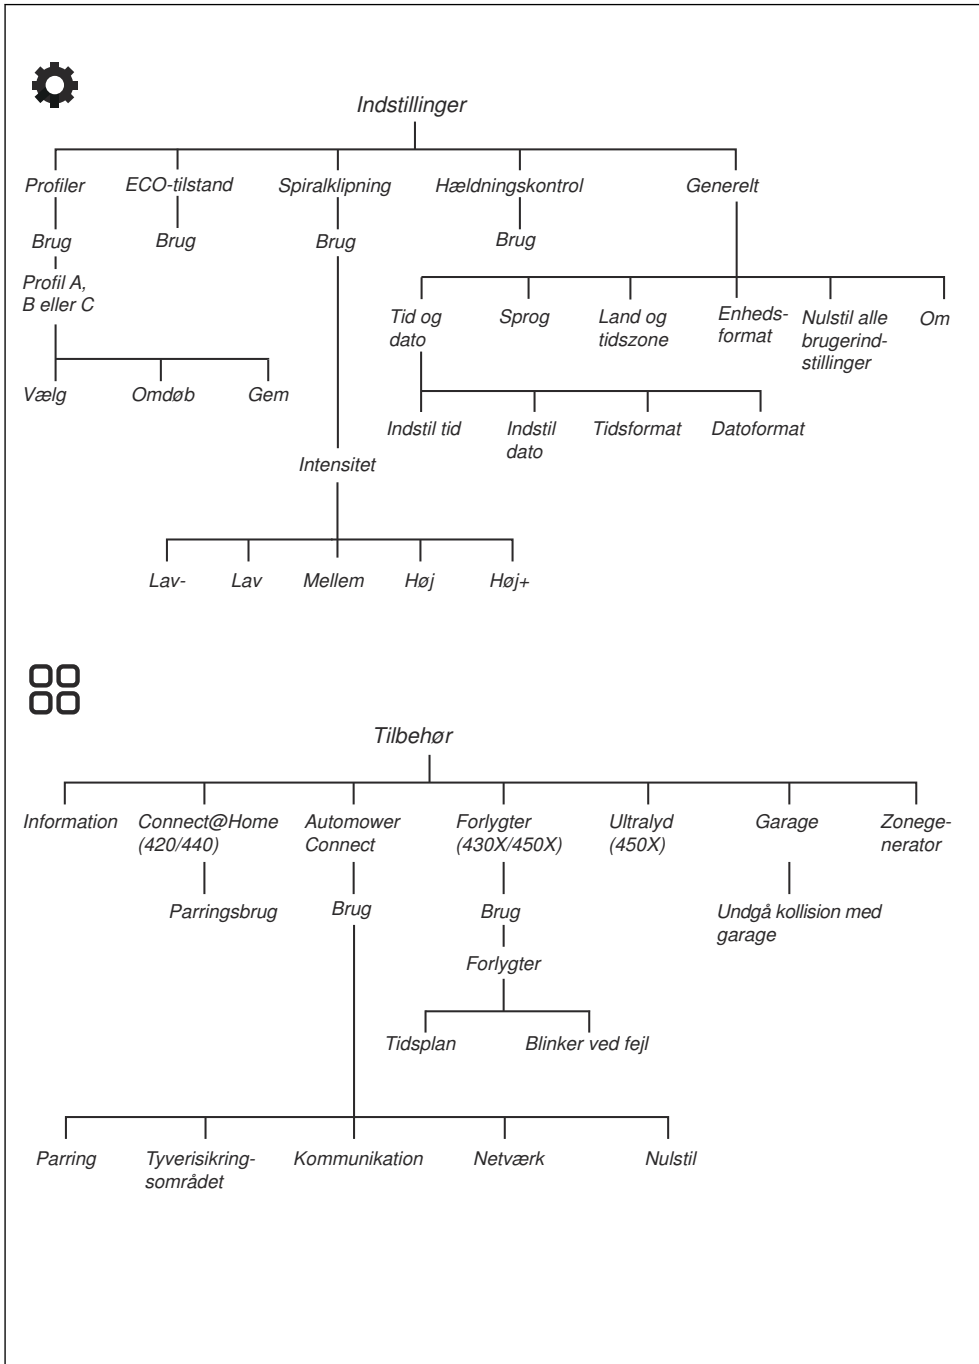 Indstillinger
Profiler
ECO-tilstand
Spiralklipning
Hældningskontrol
Generelt
Brug
Brug
Brug
Brug
Profil A,
B eller C
Tid og
dato
Sprog
Land og
tidszone
Enheds-
format
Nulstil alle
brugerind-
stillinger
Om
Vælg
Omdøb
Gem
Indstil tid
Indstil
dato
Tidsformat
Datoformat
Intensitet
Lav-
Lav
Mellem
Høj
Høj+
Tilbehør
Information
Connect@Home
(420/440)
Automower
Connect
Forlygter
(430X/450X)
Ultralyd
(450X)
Garage
Zonege-
nerator
Parringsbrug
Brug
Brug
Undgå kollision med
garage
Forlygter
Tidsplan
Blinker ved fejl
Parring
Tyverisikring-
sområdet
Kommunikation
Netværk
Nulstil